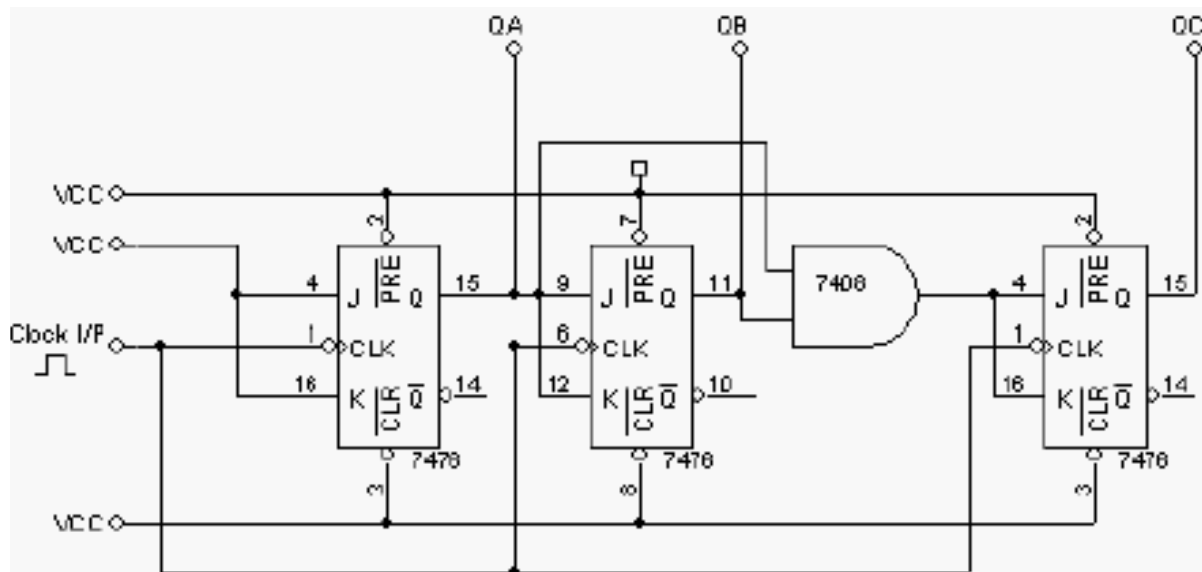 QA QB QC
VCC 2 7 2
VCC
4 J PRE Q 15 9 J PRE Q 11 7408 4 J PRE Q 15
Clock I/P 1 CLK 6 CLK 1 CLK
16 K CLR Q 14 12 K CLR Q 10 16 K CLR Q 14
7476 7476 7476
VCC 3 8 3